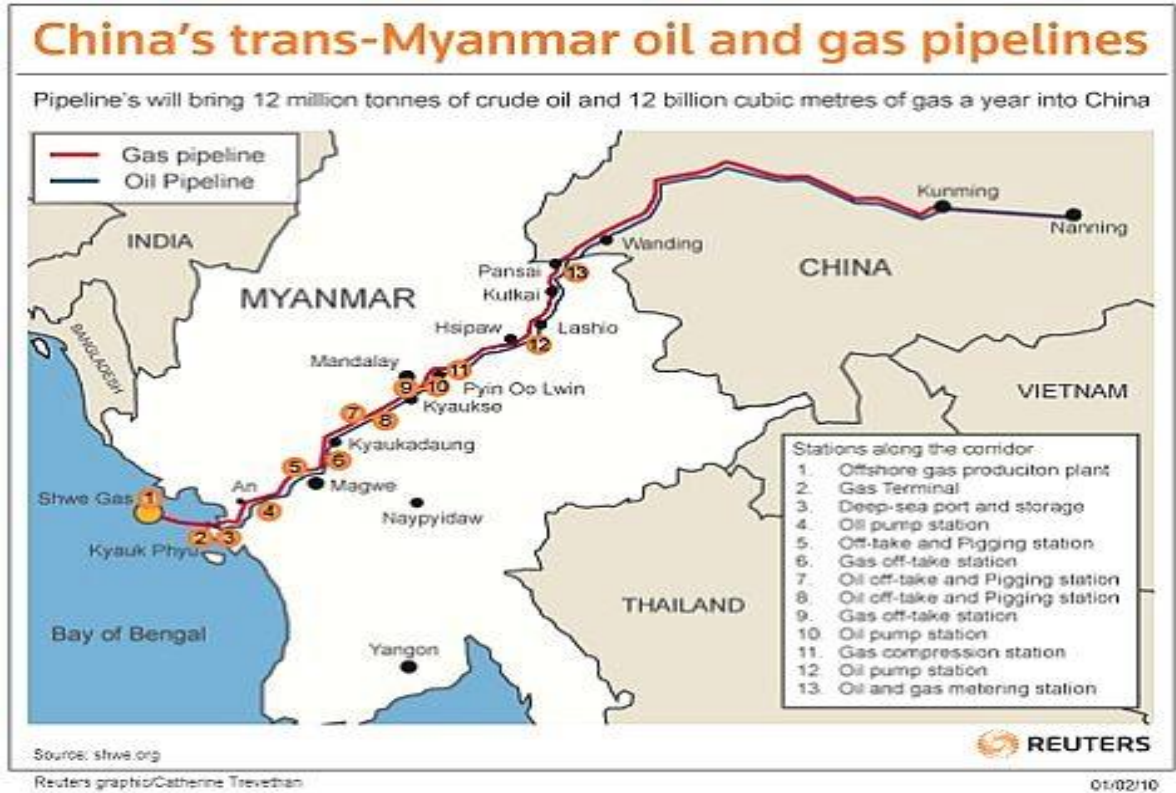 China's trans-Myanmar oil and gas pipelines
Pipeline's will bring 12 million tonnes of crude oil and 12 billion cubic metres of gas a year into China
Gas pipeline
Oil Pipeline
INDIA
BANGLADESH
MYANMAR
CHINA
VIETNAM
THAILAND
Kunming
Nanning
Wanding
Pansai
13
Kutkai
Hsipaw
Lashio
12
Mandalay
11
9
10
Pyin Oo Lwin
Kyaukse
7
8
Kyaukadaung
5
6
Magwe
An
4
Naypyidaw
Shwe Gas
1
2
3
Kyauk Phyu
Bay of Bengal
Yangon
Stations along the corridor
1. Offshore gas produciton plant
2. Gas Terminal
3. Deep-sea port and storage
4. Oil pump station
5. Off-take and Pigging station
6. Gas off-take station
7. Oil off-take and Pigging station
8. Oil off-take and Pigging station
9. Gas off-take station
10. Oil pump station
11. Gas compression station
12. Oil pump station
13. Oil and gas metering station
Source: shwe.org
REUTERS
Reuters graphic/Catherine Trevethan
01/02/10